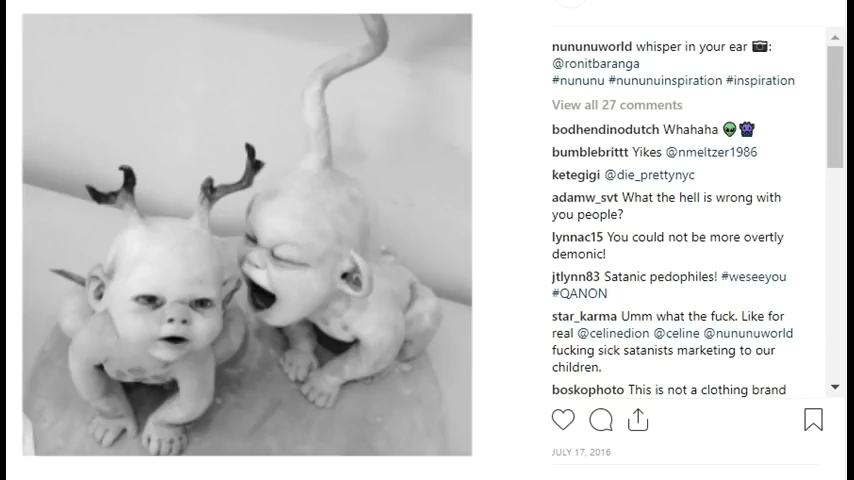 nununuworld whisper in your ear 📷:
@ronitbaranga
#nununu #nununuinspiration #inspiration
View all 27 comments
bodhendinodutch Whahaha 👽👾
bumblebrittt Yikes @nmeltzer1986
ketegigi @die_prettynyc
adamw_svt What the hell is wrong with
you people?
lynnac15 You could not be more overtly
demonic!
jtlynn83 Satanic pedophiles! #weseeyou
#QANON
star_karma Umm what the fuck. Like for
real @celinedion @celine @nununuworld
fucking sick satanists marketing to our
children.
boskophoto This is not a clothing brand
JULY 17, 2016